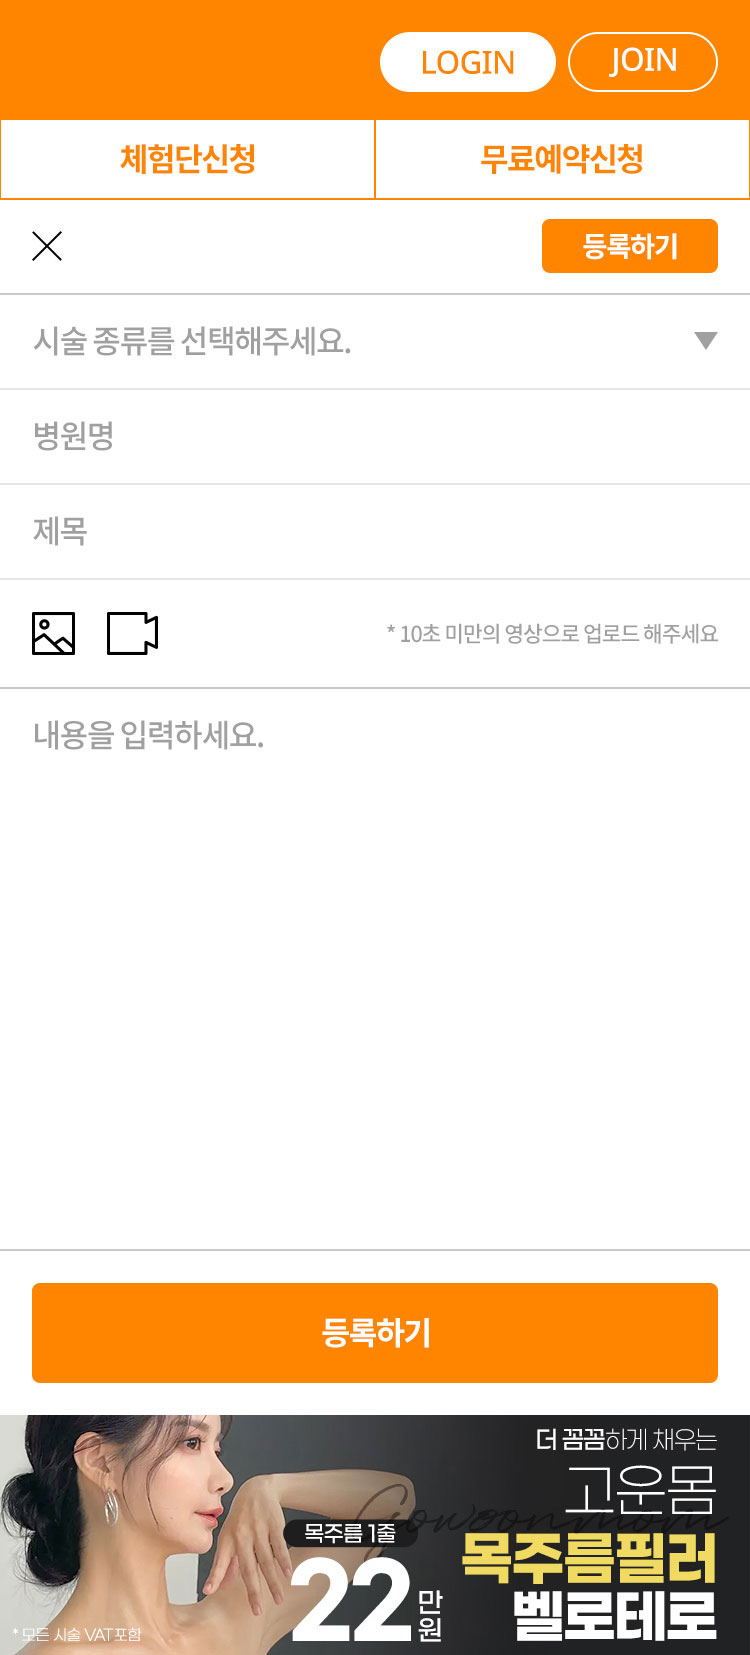 LOGIN
JOIN
체험단신청
무료예약신청
등록하기
시술 종류를 선택해주세요.
병원명
제목
* 10초 미만의 영상으로 업로드 해주세요
내용을 입력하세요.
등록하기
더 꼼꼼하게 채우는
고운몸
Gowoonmom
목주름필러
벨로테로
목주름 1줄
22만원
* 모든 시술 VAT포함